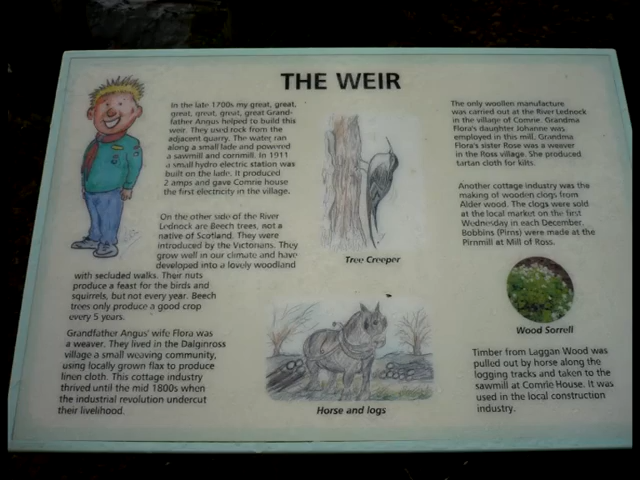 THE WEIR
In the late 1700s my great, great,
great, great, great, great Grand-
father Angus helped to build this
weir. They used rock from the
adjacent quarry. The water ran
along a small lade and powered
a sawmill and cornmill. In 1911
a small hydro electric station was
built on the lade. It produced
2 amps and gave Comrie house
the first electricity in the village.
On the other side of the River
Lednock are Beech trees, not a
native of Scotland. They were
introduced by the Victorians. They
grow well in our climate and have
developed into a lovely woodland
with secluded walks. Their nuts
produce a feast for the birds and
squirrels, but not every year. Beech
trees only produce a good crop
every 5 years.
Grandfather Angus' wife Flora was
a weaver. They lived in the Dalginross
village a small weaving community,
using locally grown flax to produce
linen cloth. This cottage industry
thrived until the mid 1800s when
the industrial revolution undercut
their livelihood.
Tree Creeper
Horse and logs
The only woollen manufacture
was carried out at the River Lednock
in the village of Comrie. Grandma
Flora's daughter Johanne was
employed in this mill. Grandma
Flora's sister Rose was a weaver
in the Ross village. She produced
tartan cloth for kilts.
Another cottage industry was the
making of wooden clogs from
Alder wood. The clogs were sold
at the local market on the first
Wednesday in each December.
Bobbins (Pirns) were made at the
Pirnmill at Mill of Ross.
Wood Sorrell
Timber from Laggan Wood was
pulled out by horse along the
logging tracks and taken to the
sawmill at Comrie House. It was
used in the local construction
industry.